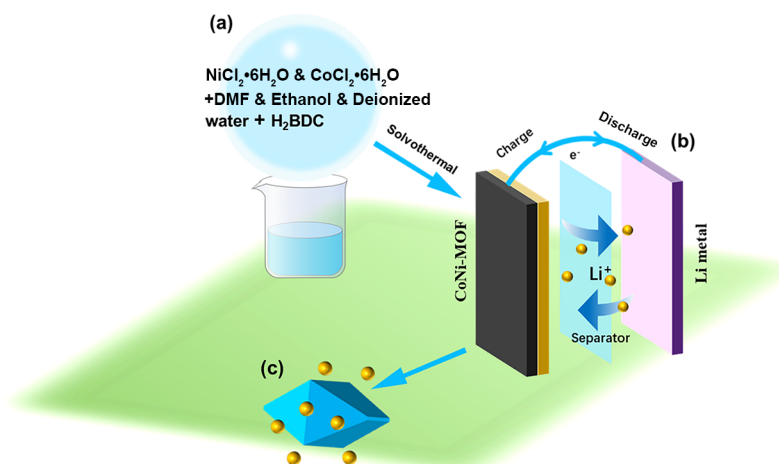 (a)
NiCl₂•6H₂O & CoCl₂•6H₂O
+DMF & Ethanol & Deionized
water + H₂BDC
Solvothermal
Charge
Discharge
(b)
e⁻
CoNi-MOF
Li⁺
Li metal
Separator
(c)